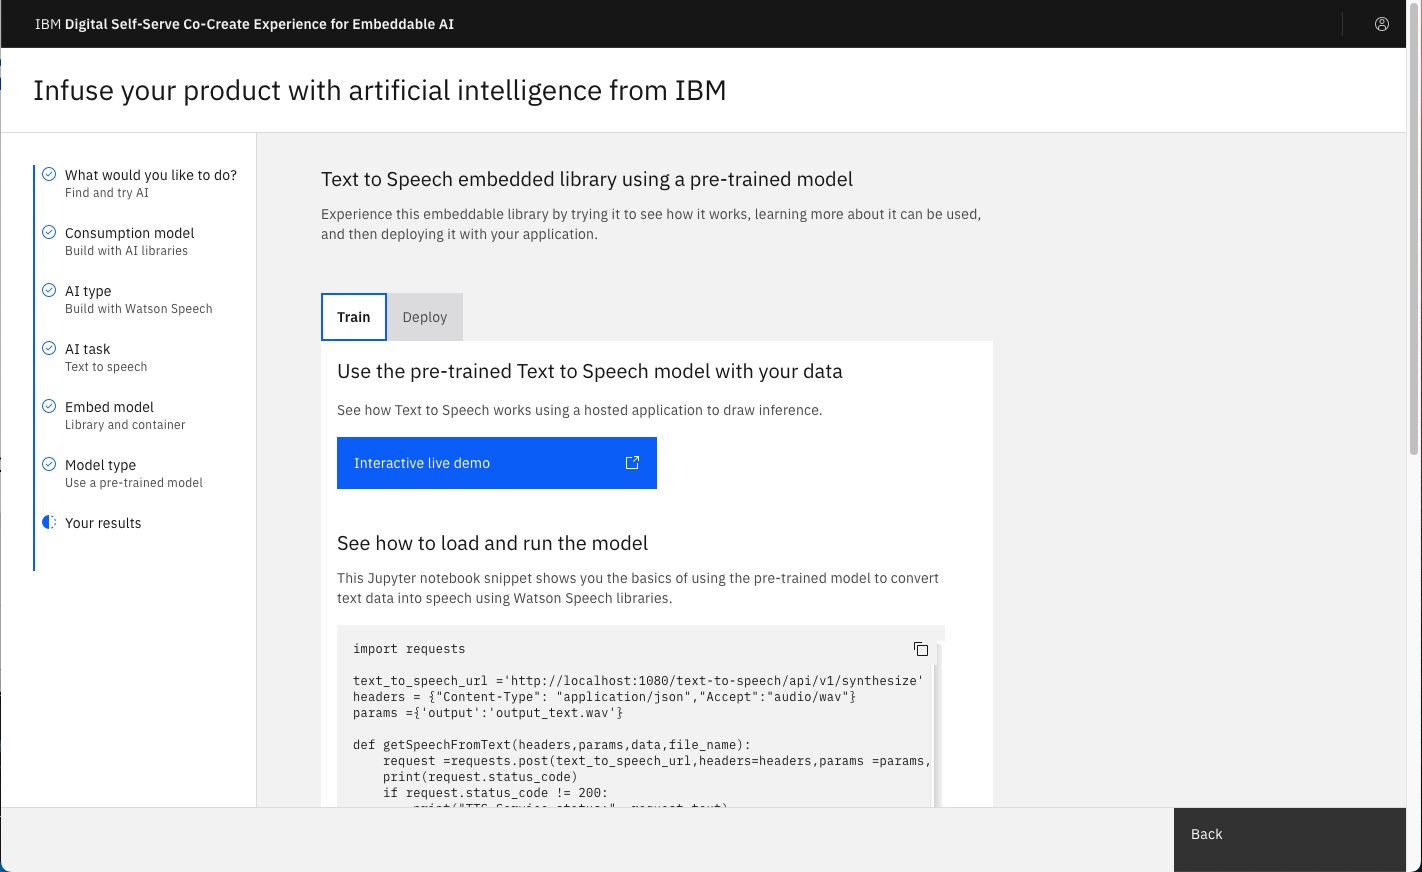 IBM Digital Self-Serve Co-Create Experience for Embeddable AI
Infuse your product with artificial intelligence from IBM
What would you like to do?
Find and try AI
Consumption model
Build with AI libraries
AI type
Build with Watson Speech
AI task
Text to speech
Embed model
Library and container
Model type
Use a pre-trained model
Your results
Text to Speech embedded library using a pre-trained model
Experience this embeddable library by trying it to see how it works, learning more about it can be used,
and then deploying it with your application.
Train
Deploy
Use the pre-trained Text to Speech model with your data
See how Text to Speech works using a hosted application to draw inference.
Interactive live demo
See how to load and run the model
This Jupyter notebook snippet shows you the basics of using the pre-trained model to convert
text data into speech using Watson Speech libraries.
import requests
text_to_speech_url ='http://localhost:1080/text-to-speech/api/v1/synthesize'
headers = {"Content-Type": "application/json","Accept":"audio/wav"}
params ={'output':'output_text.wav'}
def getSpeechFromText(headers,params,data,file_name):
    request =requests.post(text_to_speech_url,headers=headers,params =params,
    print(request.status_code)
    if request.status_code != 200:
Back